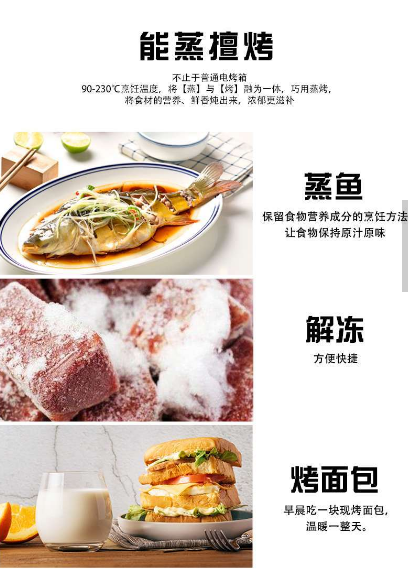 能蒸擅烤
不止于普通电烤箱
90-230℃烹饪温度，将【蒸】与【烤】融为一体，巧用蒸烤，
将食材的营养、鲜香炖出来，浓郁更滋补
蒸鱼
保留食物营养成分的烹饪方法
让食物保持原汁原味
解冻
方便快捷
烤面包
早晨吃一块现烤面包，
温暖一整天。